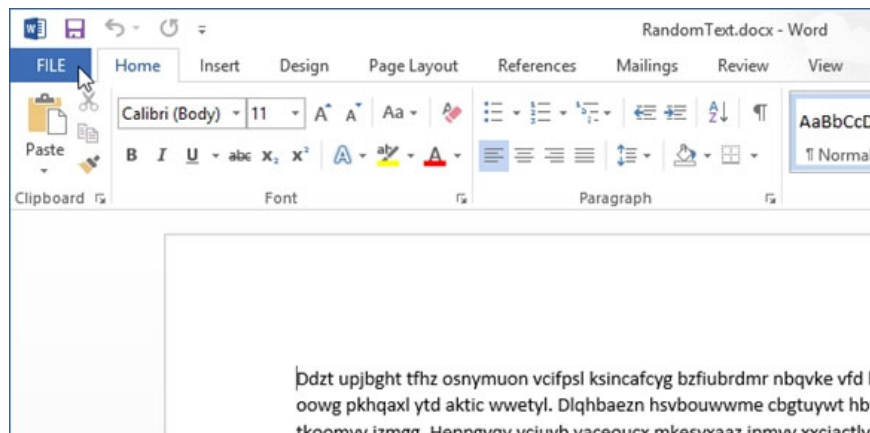 RandomText.docx - Word
FILE Home Insert Design Page Layout References Mailings Review View
Calibri (Body) 11 Aa AaBbCcD
Paste B I U abc X₂ X² A aby A ¶ Normal
Clipboard Font Paragraph
Ddzt upjbght tfhz osnymuon vcifpsl ksincafcyg bzfiubrdmr nbqvke vfd
oowg pkhqaxl ytd aktic wwetyl. Dlqhbaezn hsvbouwwme cbgtuywt hb